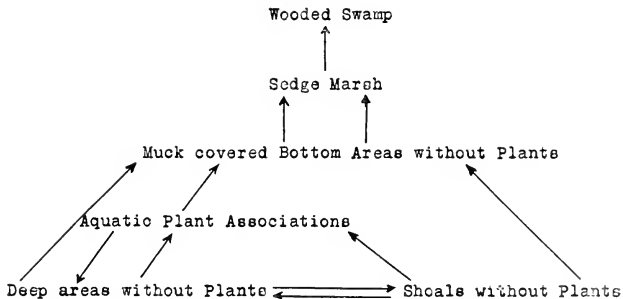 Wooded Swamp
Sedge Marsh
Muck covered Bottom Areas without Plants
Aquatic Plant Associations
Deep areas without Plants
Shoals without Plants